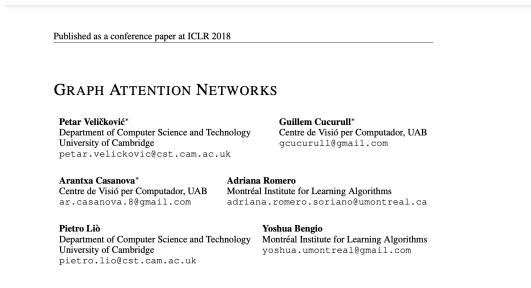 Published as a conference paper at ICLR 2018
GRAPH ATTENTION NETWORKS
Petar Veličković*
Department of Computer Science and Technology
University of Cambridge
petar.velickovic@cst.cam.ac.uk
Guillem Cucurull*
Centre de Visió per Computador, UAB
gcucurull@gmail.com
Arantxa Casanova*
Centre de Visió per Computador, UAB
ar.casanova.8@gmail.com
Adriana Romero
Montréal Institute for Learning Algorithms
adriana.romero.soriano@umontreal.ca
Pietro Liò
Department of Computer Science and Technology
University of Cambridge
pietro.lio@cst.cam.ac.uk
Yoshua Bengio
Montréal Institute for Learning Algorithms
yoshua.umontreal@gmail.com